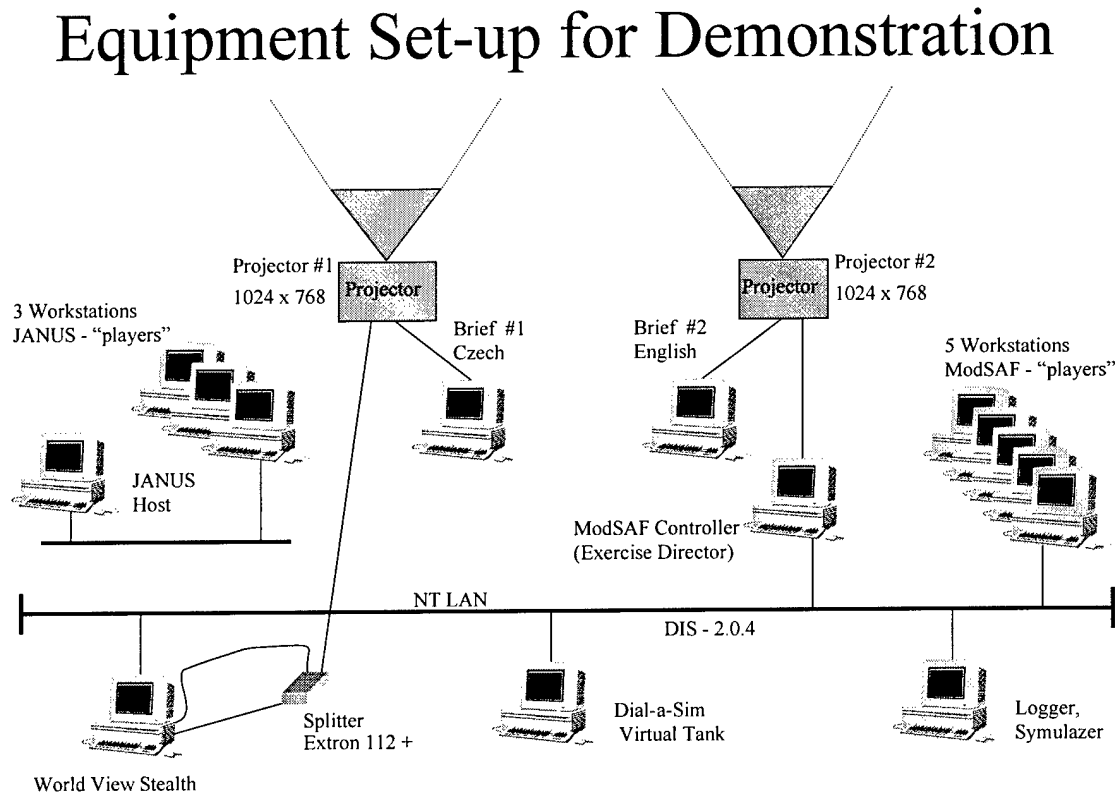 Equipment Set-up for Demonstration
Projector #1
1024 x 768
Projector
Projector
Projector #2
1024 x 768
3 Workstations
JANUS - “players”
Brief #1
Czech
Brief #2
English
5 Workstations
ModSAF - “players”
JANUS
Host
ModSAF Controller
(Exercise Director)
NT LAN
DIS - 2.0.4
Splitter
Extron 112 +
World View Stealth
Dial-a-Sim
Virtual Tank
Logger,
Symulazer